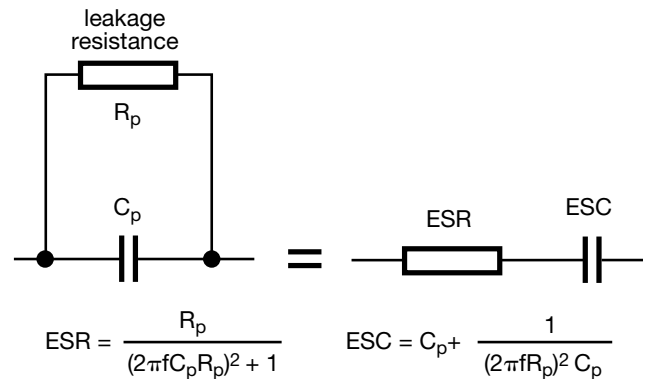 leakage
resistance
Rp
Cp
=
ESR
ESC
ESR = Rp / (2πfCpRp)² + 1
ESC = Cp+ 1 / (2πfRp)² Cp